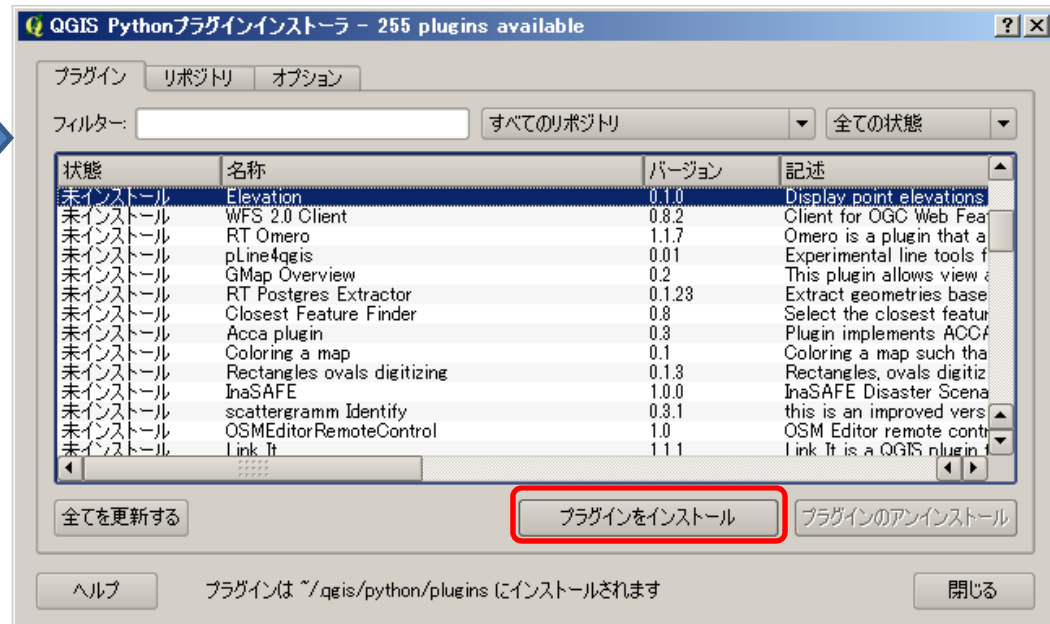 QGIS Pythonプラグインインストーラ - 255 plugins available
プラグイン リポジトリ オプション
フィルター: すべてのリポジトリ 全ての状態
状態 名称 バージョン 記述
未インストール Elevation 0.1.0 Display point elevations
未インストール WFS 2.0 Client 0.8.2 Client for OGC Web Feat
未インストール RT Omero 1.1.7 Omero is a plugin that a
未インストール pLine4qgis 0.01 Experimental line tools f
未インストール GMap Overview 0.2 This plugin allows view a
未インストール RT Postgres Extractor 0.1.23 Extract geometries base
未インストール Closest Feature Finder 0.8 Select the closest featur
未インストール Acca plugin 0.3 Plugin implements ACCA
未インストール Coloring a map 0.1 Coloring a map such tha
未インストール Rectangles ovals digitizing 0.1.3 Rectangles, ovals digitiz
未インストール InaSAFE 1.0.0 InaSAFE Disaster Scena
未インストール scattergramm Identify 0.3.1 this is an improved vers
未インストール OSMEditorRemoteControl 1.0 OSM Editor remote contr
未インストール Link It 1.1.1 Link It is a QGIS plugin t
全てを更新する プラグインをインストール プラグインのアンインストール
ヘルプ プラグインは ~/.qgis/python/plugins にインストールされます 閉じる